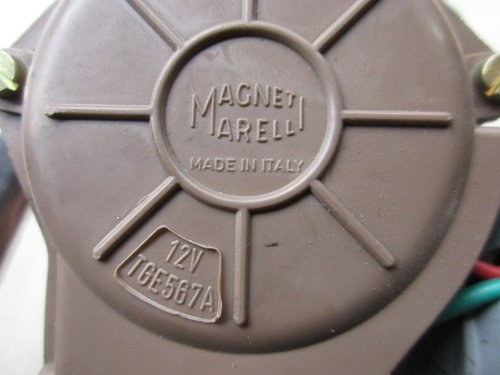 MAGNETI
MARELLI
MADE IN ITALY
12V
TGE567A